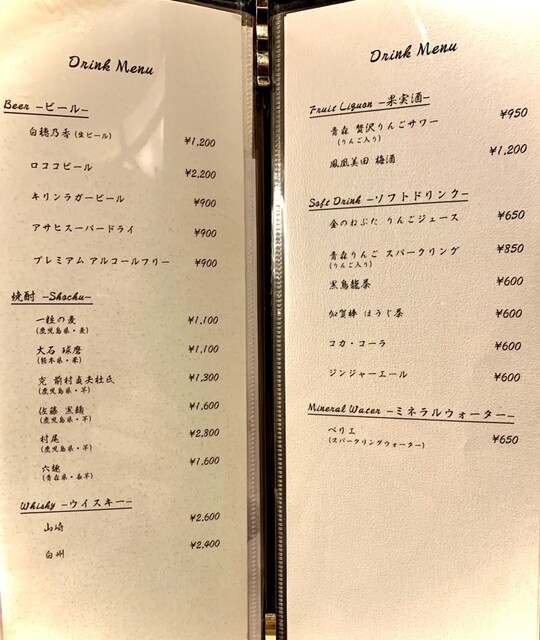 Drink Menu
Beer -ビール-
白穂乃香 (生ビール) ¥1,200
ロココビール ¥2,200
キリンラガービール ¥900
アサヒスーパードライ ¥900
プレミアム アルコールフリー ¥900
焼酎 -Shochu-
一粒の麦 ¥1,100
(鹿児島県・麦)
大石 琢磨 ¥1,100
(熊本県・米)
克 前村貞夫杜氏 ¥1,300
(鹿児島県・芋)
佐藤 黒麹 ¥1,600
(鹿児島県・芋)
村尾 ¥2,800
(鹿児島県・芋)
六趣 ¥1,600
(青森県・長芋)
Whisky -ウイスキー-
山崎 ¥2,600
白州 ¥2,400
Drink Menu
Fruit Liquor -果実酒-
青森 贅沢りんごサワー ¥950
(りんご入り)
鳳凰美田 梅酒 ¥1,200
Soft Drink -ソフトドリンク-
金のねぶた りんごジュース ¥650
青森りんご スパークリング ¥850
(りんご入り)
黒烏龍茶 ¥600
加賀棒 ほうじ茶 ¥600
コカ・コーラ ¥600
ジンジャーエール ¥600
Mineral Water -ミネラルウォーター-
ペリエ ¥650
(スパークリングウォーター)